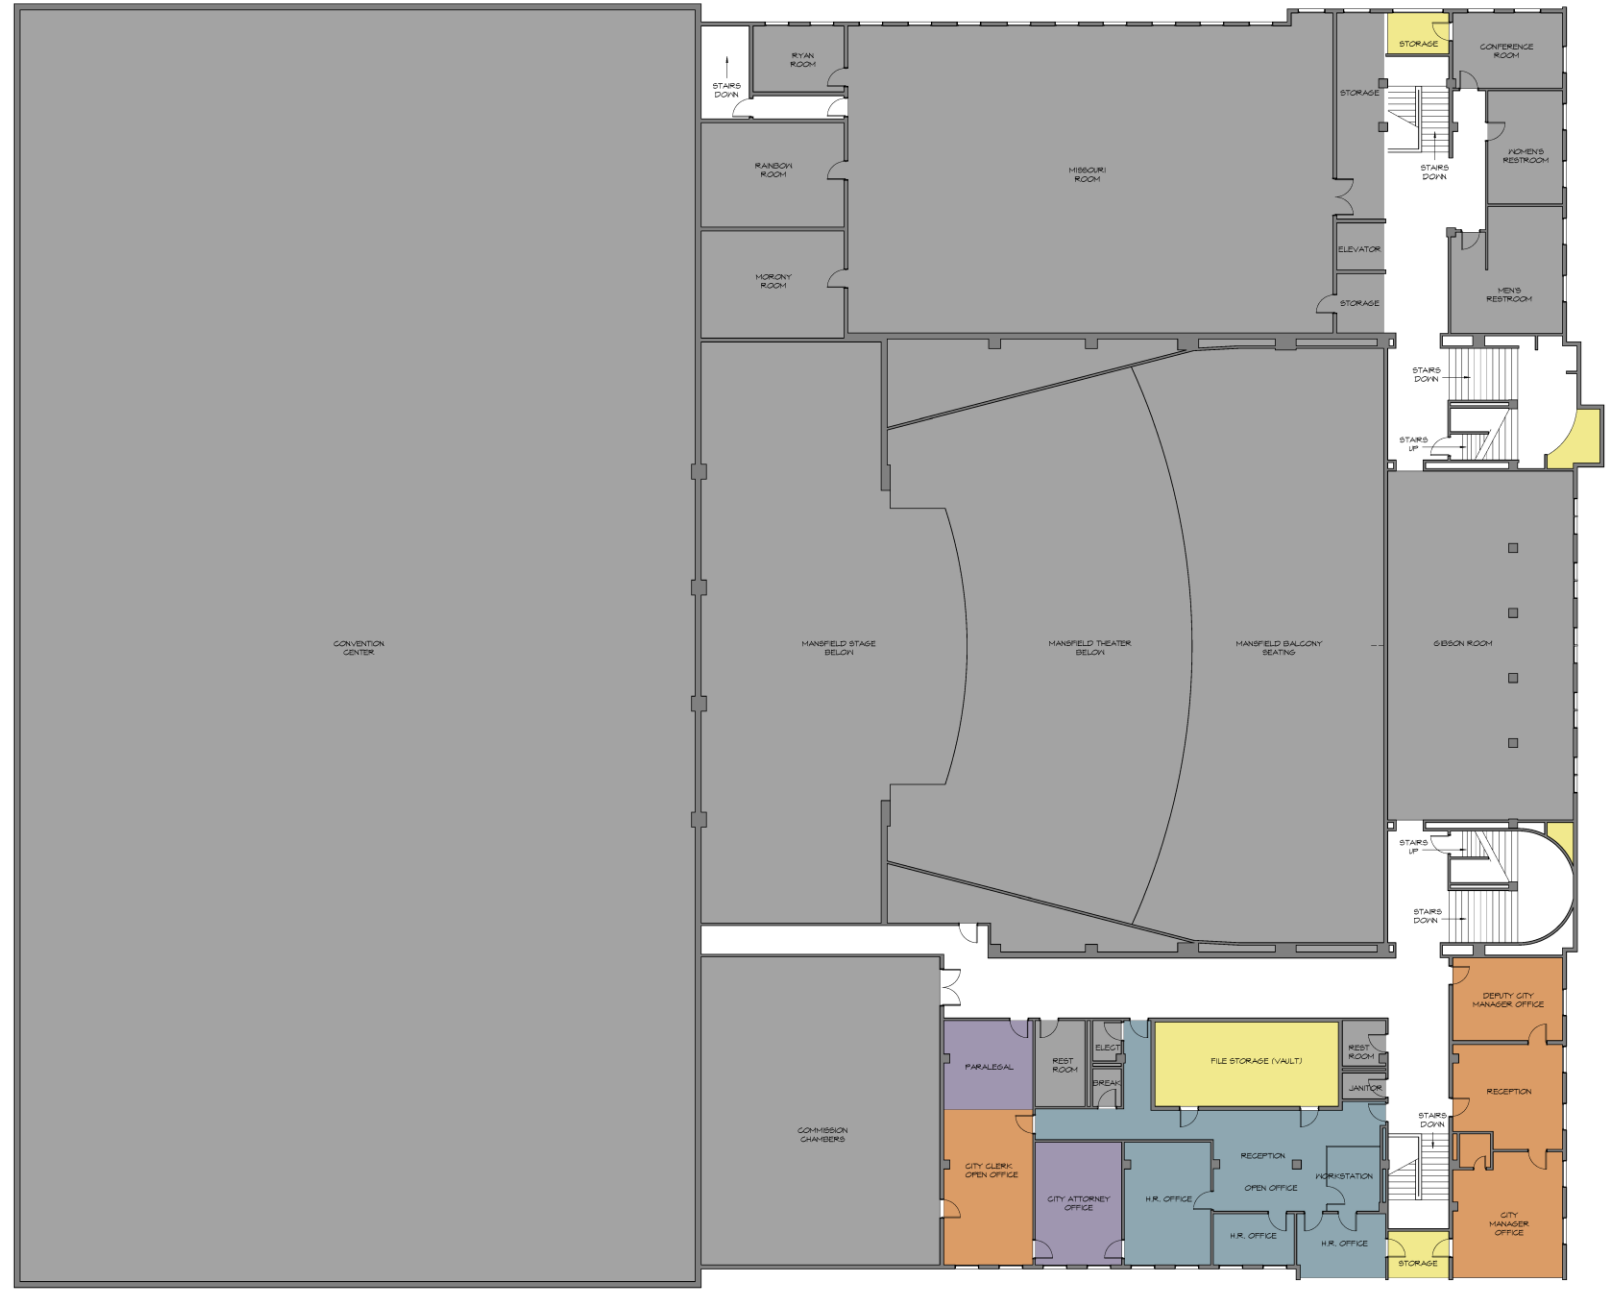 STORAGE
CONFERENCE
ROOM
RYAN
ROOM
STAIRS
DOWN
STORAGE
WOMEN'S
RESTROOM
RAINBOW
ROOM
MISSOURI
ROOM
STAIRS
DOWN
ELEVATOR
MORONY
ROOM
MEN'S
RESTROOM
STORAGE
STAIRS
DOWN
STAIRS
UP
CONVENTION
CENTER
MANSFIELD STAGE
BELOW
MANSFIELD THEATER
BELOW
MANSFIELD BALCONY
SEATING
GIBSON ROOM
STAIRS
UP
STAIRS
DOWN
DEPUTY CITY
MANAGER OFFICE
PARALEGAL
REST
ROOM
ELECT
BREAK
FILE STORAGE (VAULT)
REST
ROOM
JANITOR
RECEPTION
STAIRS
DOWN
COMMISSION
CHAMBERS
CITY CLERK
OPEN OFFICE
CITY ATTORNEY
OFFICE
H.R. OFFICE
RECEPTION
OPEN OFFICE
WORKSTATION
CITY
MANAGER
OFFICE
H.R. OFFICE
H.R. OFFICE
STORAGE